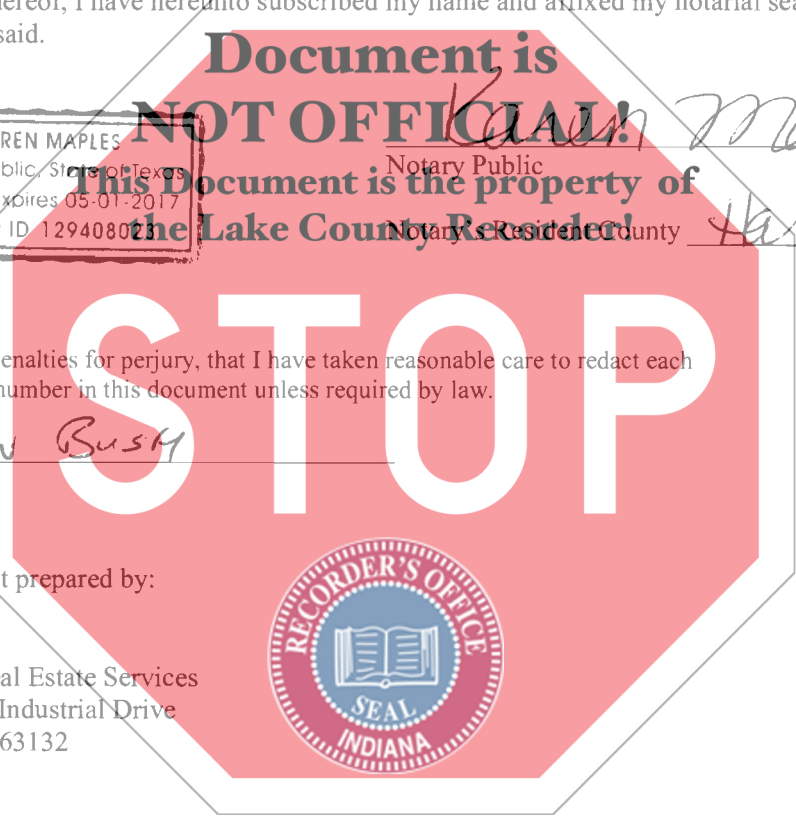 hereof, I have hereunto subscribed my name and affixed my notarial sea
said.
Document is
NOT OFFICIAL!
This Document is the property of
the Lake County Recorder!
REN MAPLES
blic, State of Texas
xpires 05-01-2017
ID 129408023
Karen M
Notary Public
Notary's Resident County Ha
STOP
enalties for perjury, that I have taken reasonable care to redact each
number in this document unless required by law.
Bush
t prepared by:
RECORDER'S OFFICE
SEAL
INDIANA
al Estate Services
Industrial Drive
63132